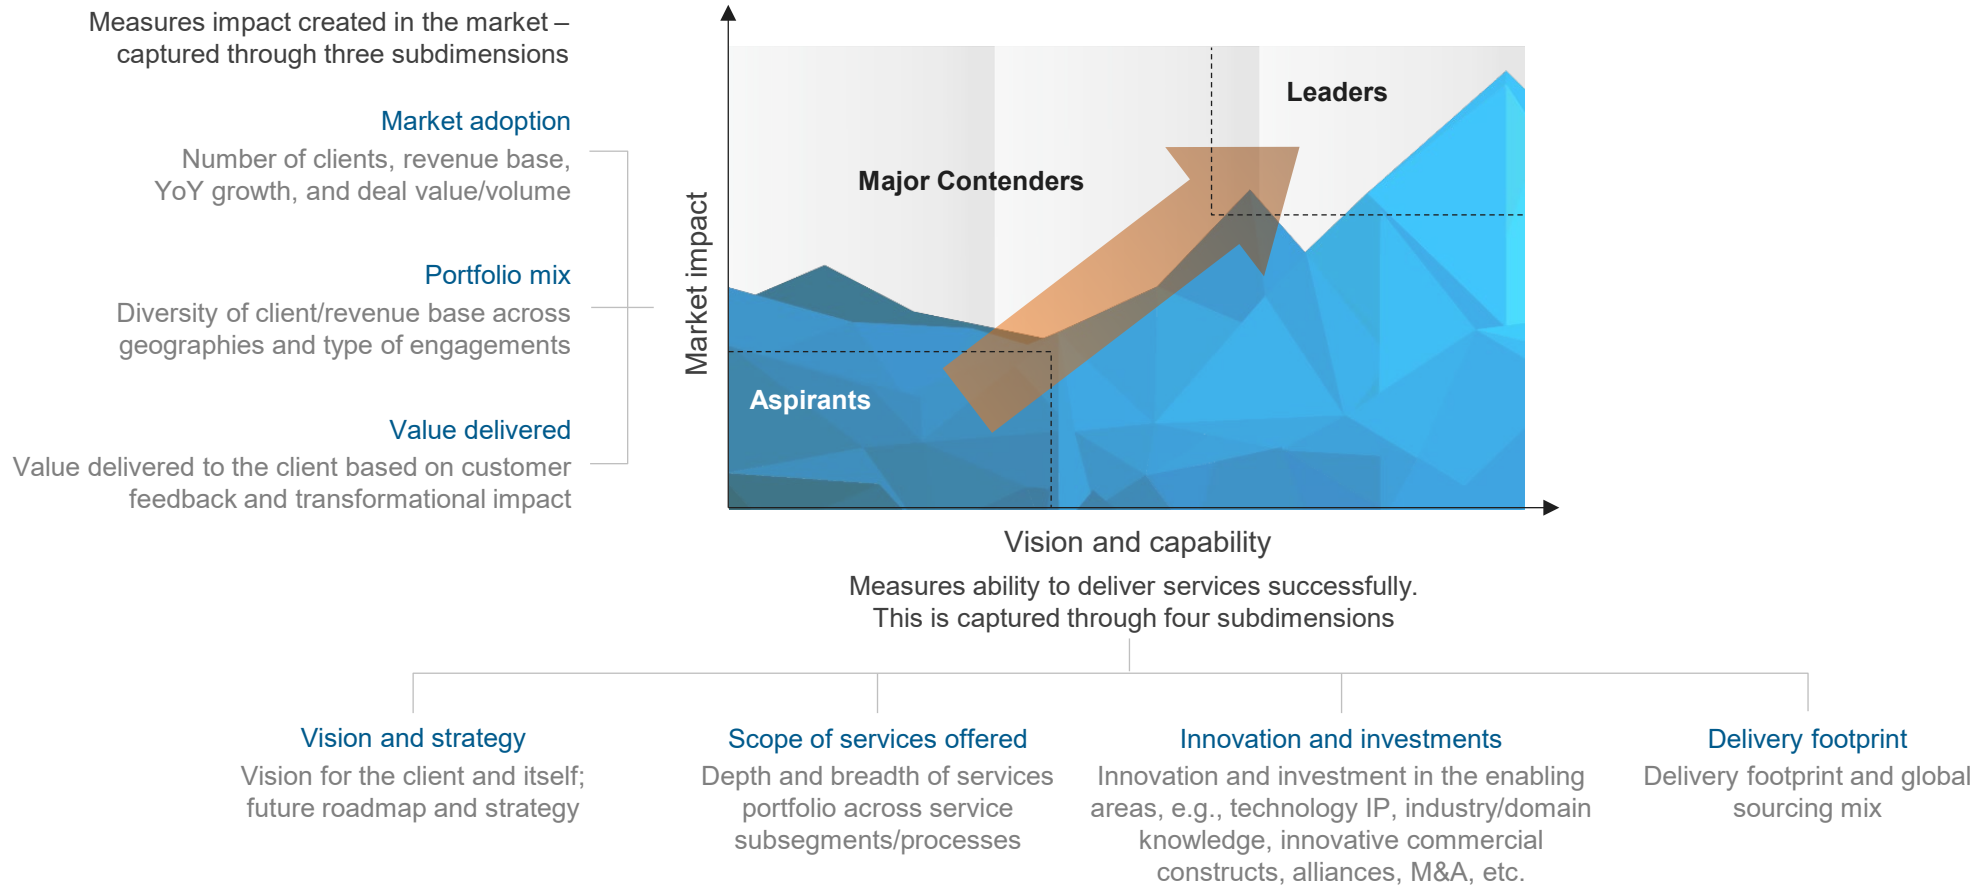 Measures impact created in the market –
captured through three subdimensions
Market adoption
Number of clients, revenue base,
YoY growth, and deal value/volume
Portfolio mix
Diversity of client/revenue base across
geographies and type of engagements
Value delivered
Value delivered to the client based on customer
feedback and transformational impact
Market impact
Leaders
Major Contenders
Aspirants
Vision and capability
Measures ability to deliver services successfully.
This is captured through four subdimensions
Vision and strategy
Vision for the client and itself;
future roadmap and strategy
Scope of services offered
Depth and breadth of services
portfolio across service
subsegments/processes
Innovation and investments
Innovation and investment in the enabling
areas, e.g., technology IP, industry/domain
knowledge, innovative commercial
constructs, alliances, M&A, etc.
Delivery footprint
Delivery footprint and global
sourcing mix